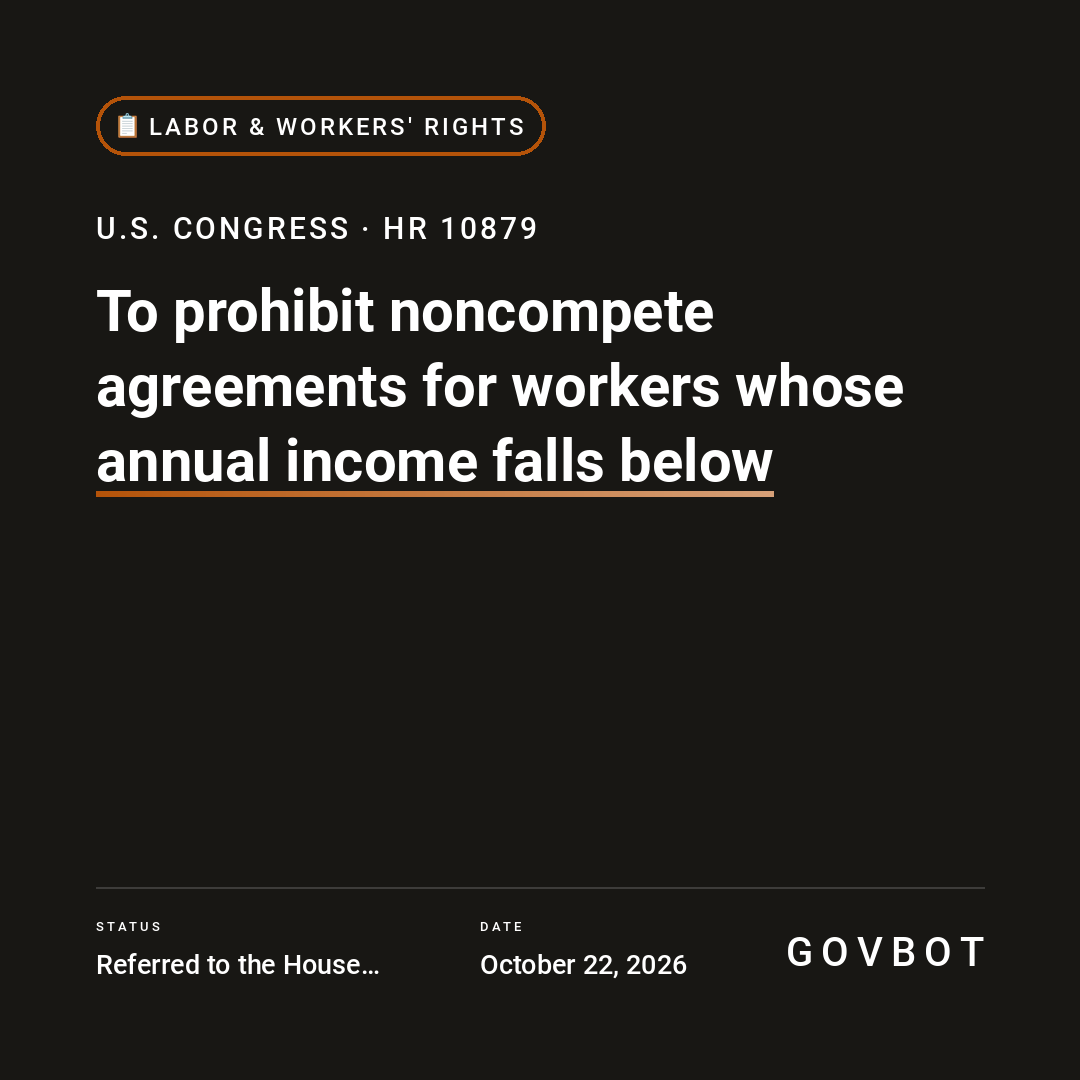 📋 LABOR & WORKERS' RIGHTS
U.S. CONGRESS · HR 10879
To prohibit noncompete
agreements for workers whose
annual income falls below
STATUS
Referred to the House…
DATE
October 22, 2026
GOVBOT